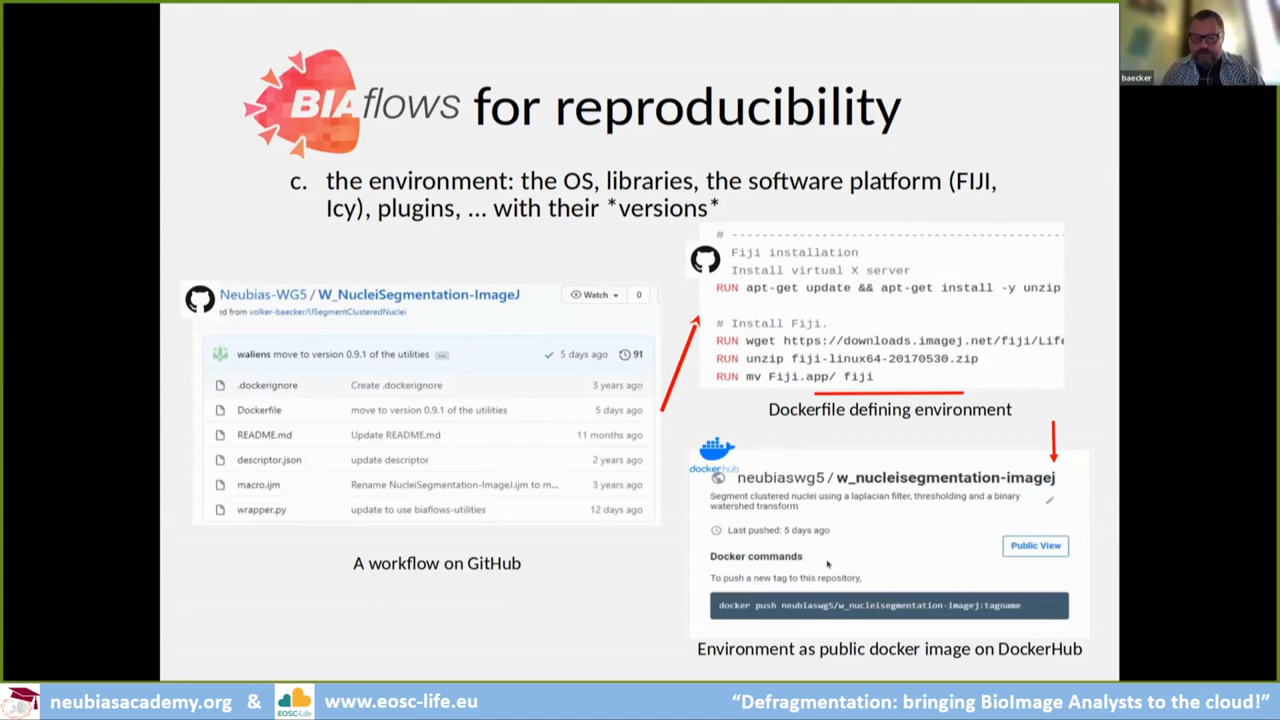 BIAflows for reproducibility
baecker
c. the environment: the OS, libraries, the software platform (FIJI,
Icy), plugins, ... with their *versions*
Neubias-WG5 / W_NucleiSegmentation-ImageJ
Watch 0
d from volker-baecker/IJSegmentClusteredNuclei
waliens move to version 0.9.1 of the utilities ... 5 days ago 91
.dockerignore Create .dockerignore 3 years ago
Dockerfile move to version 0.9.1 of the utilities 5 days ago
README.md Update README.md 11 months ago
descriptor.json update descriptor 2 years ago
macro.ijm Rename NucleiSegmentation-ImageJ.ijm to m... 3 years ago
wrapper.py update to use biaflows-utilities 12 days ago
A workflow on GitHub
# -------------------------------------
Fiji installation
Install virtual X server
RUN apt-get update && apt-get install -y unzip
# Install Fiji.
RUN wget https://downloads.imagej.net/fiji/Life
RUN unzip fiji-linux64-20170530.zip
RUN mv Fiji.app/ fiji
Dockerfile defining environment
dockerhub
neubiaswg5 / w_nucleisegmentation-imagej
Segment clustered nuclei using a laplacian filter, thresholding and a binary
watershed transform
Last pushed: 5 days ago
Public View
Docker commands
To push a new tag to this repository,
docker push neubiaswg5/w_nucleisegmentation-imagej:tagname
Environment as public docker image on DockerHub
neubiasacademy.org & EOSC-Life www.eosc-life.eu “Defragmentation: bringing BioImage Analysts to the cloud!”